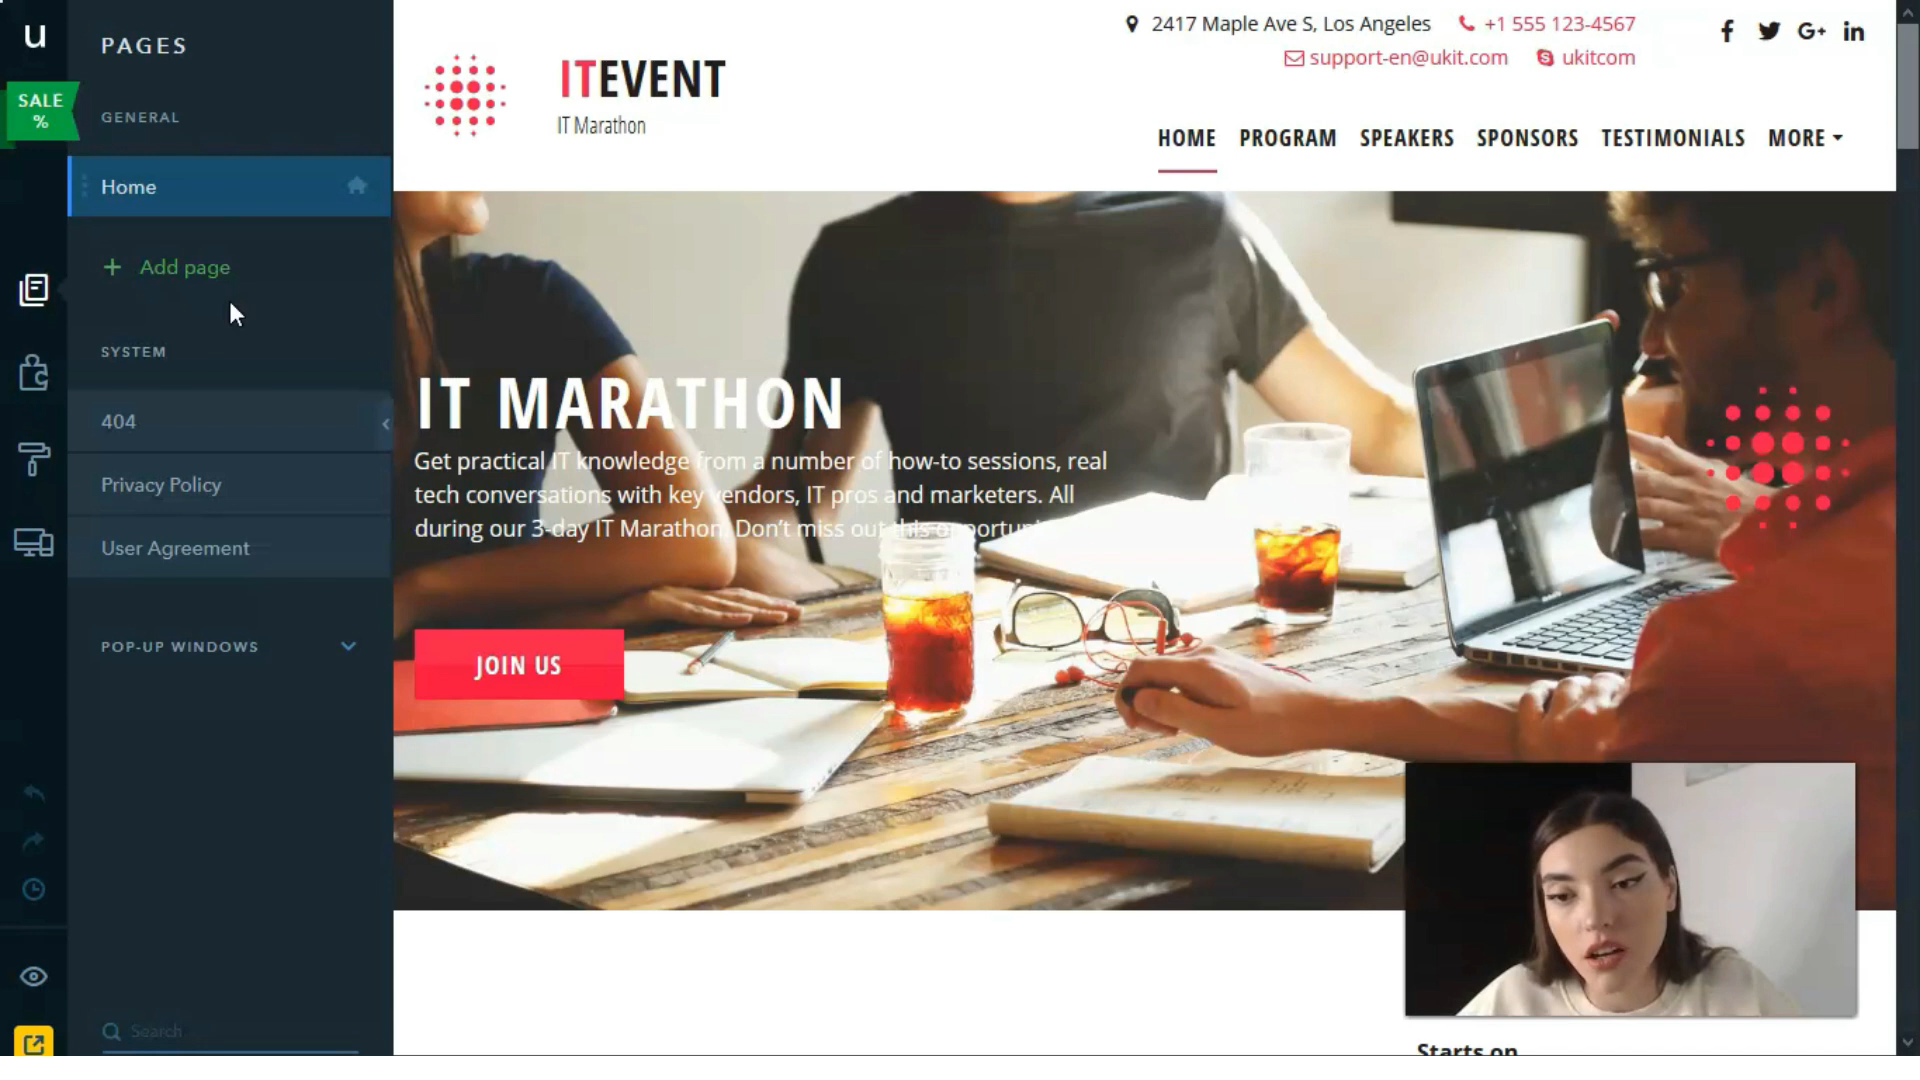 u
PAGES
SALE
%
GENERAL
Home
Add page
SYSTEM
404
Privacy Policy
User Agreement
POP-UP WINDOWS
Search
2417 Maple Ave S, Los Angeles
+1 555 123-4567
support-en@ukit.com
ukitcom
ITEVENT
IT Marathon
HOME
PROGRAM
SPEAKERS
SPONSORS
TESTIMONIALS
MORE
IT MARATHON
Get practical IT knowledge from a number of how-to sessions, real
tech conversations with key vendors, IT pros and marketers. All
during our 3-day IT Marathon. Don't miss out this
JOIN US
Starts on